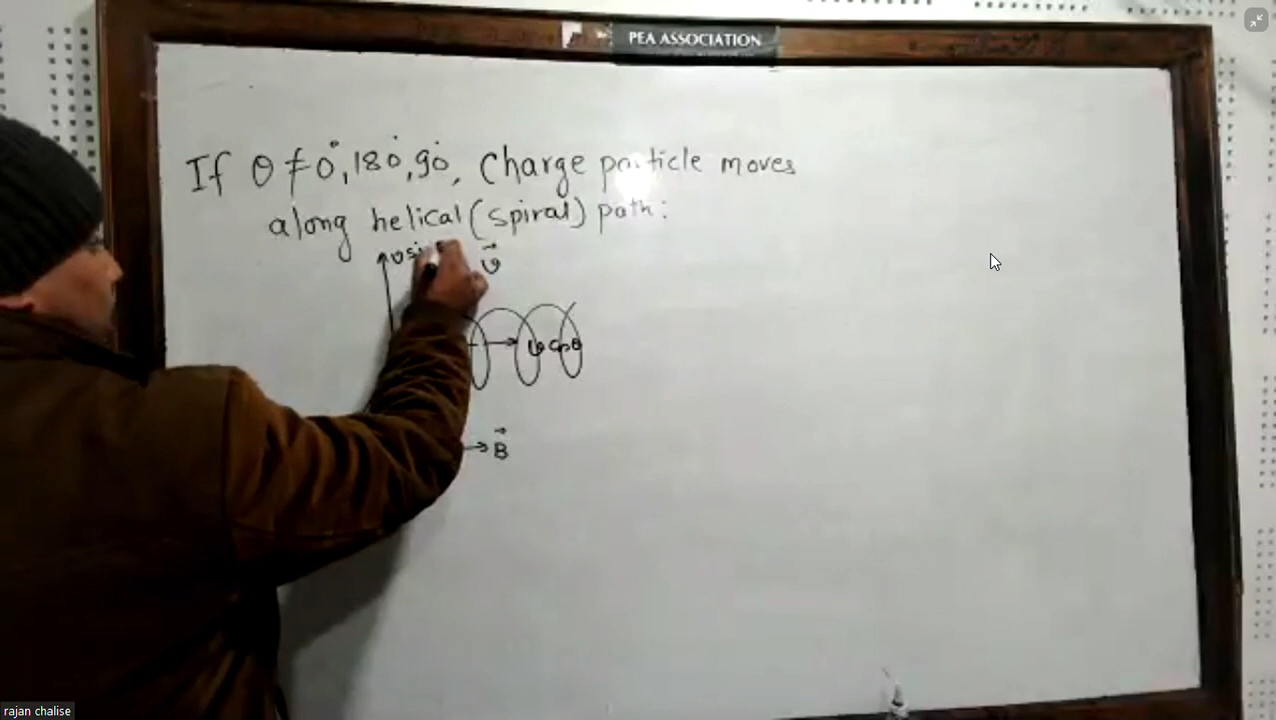 PEA ASSOCIATION
If θ ≠ 0°, 180°, 90°, Charge particle moves
along helical (spiral) path:
v⃗
v cosθ
B⃗
rajan chalise